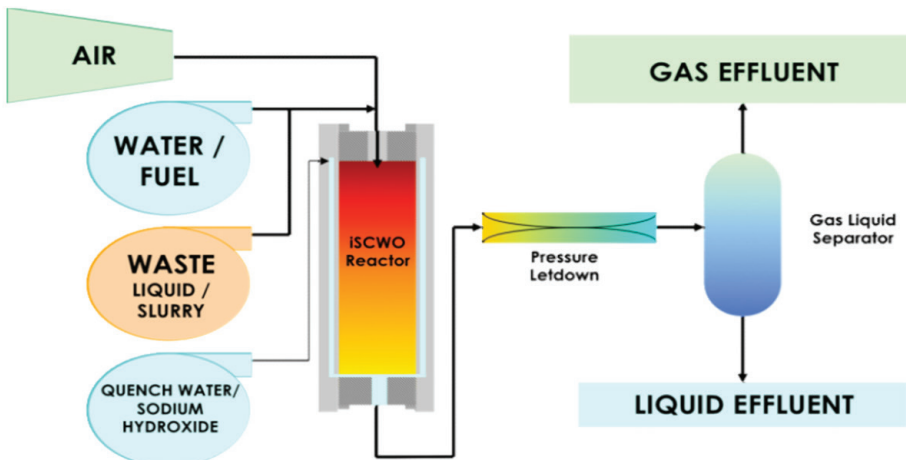 AIR
WATER /
FUEL
WASTE
LIQUID /
SLURRY
QUENCH WATER/
SODIUM
HYDROXIDE
iSCWO
Reactor
Pressure
Letdown
GAS EFFLUENT
Gas Liquid
Separator
LIQUID EFFLUENT